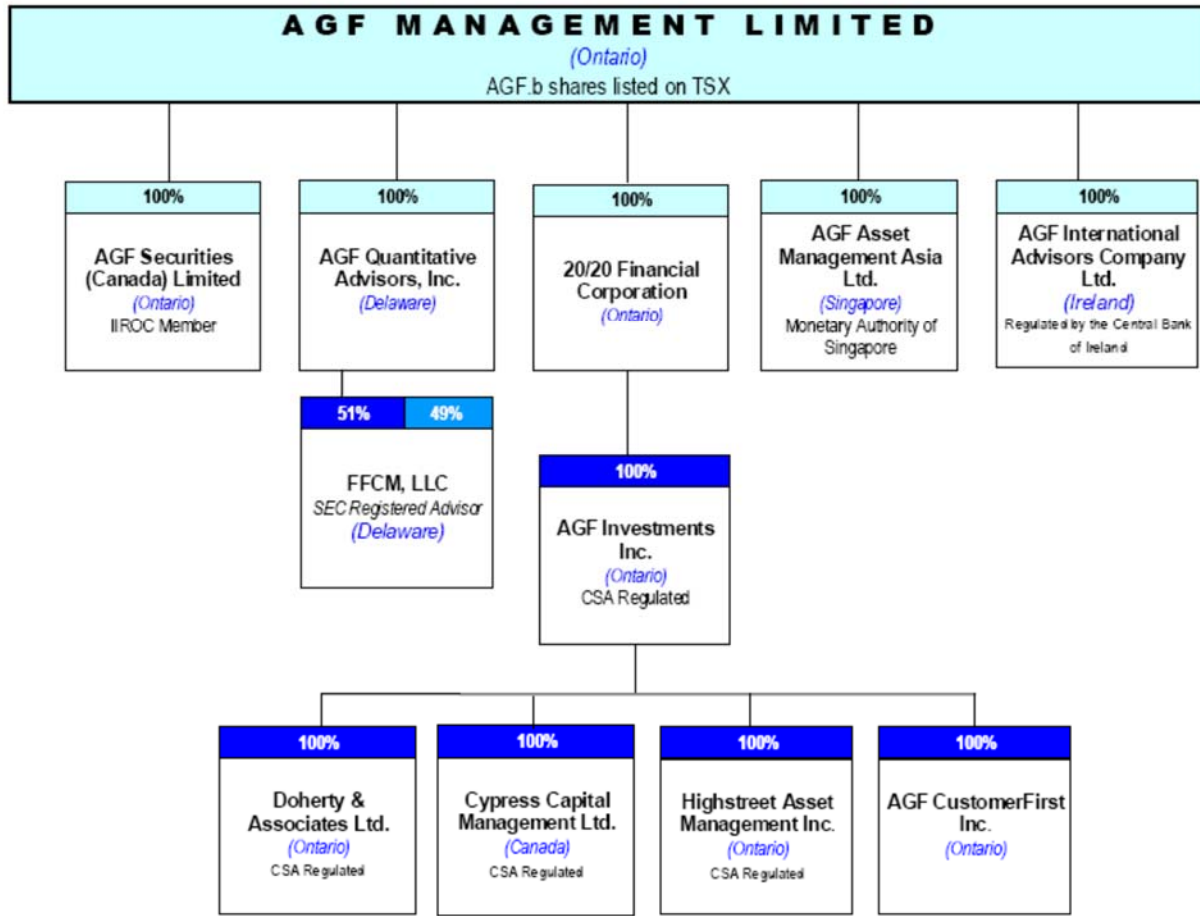 AGF MANAGEMENT LIMITED
(Ontario)
AGF.b shares listed on TSX
100%
AGF Securities
(Canada) Limited
(Ontario)
IIROC Member
100%
AGF Quantitative
Advisors, Inc.
(Delaware)
100%
20/20 Financial
Corporation
(Ontario)
100%
AGF Asset
Management Asia
Ltd.
(Singapore)
Monetary Authority of
Singapore
100%
AGF International
Advisors Company
Ltd.
(Ireland)
Regulated by the Central Bank
of Ireland
51% 49%
FFCM, LLC
SEC Registered Advisor
(Delaware)
100%
AGF Investments
Inc.
(Ontario)
CSA Regulated
100%
Doherty &
Associates Ltd.
(Ontario)
CSA Regulated
100%
Cypress Capital
Management Ltd.
(Canada)
CSA Regulated
100%
Highstreet Asset
Management Inc.
(Ontario)
CSA Regulated
100%
AGF CustomerFirst
Inc.
(Ontario)